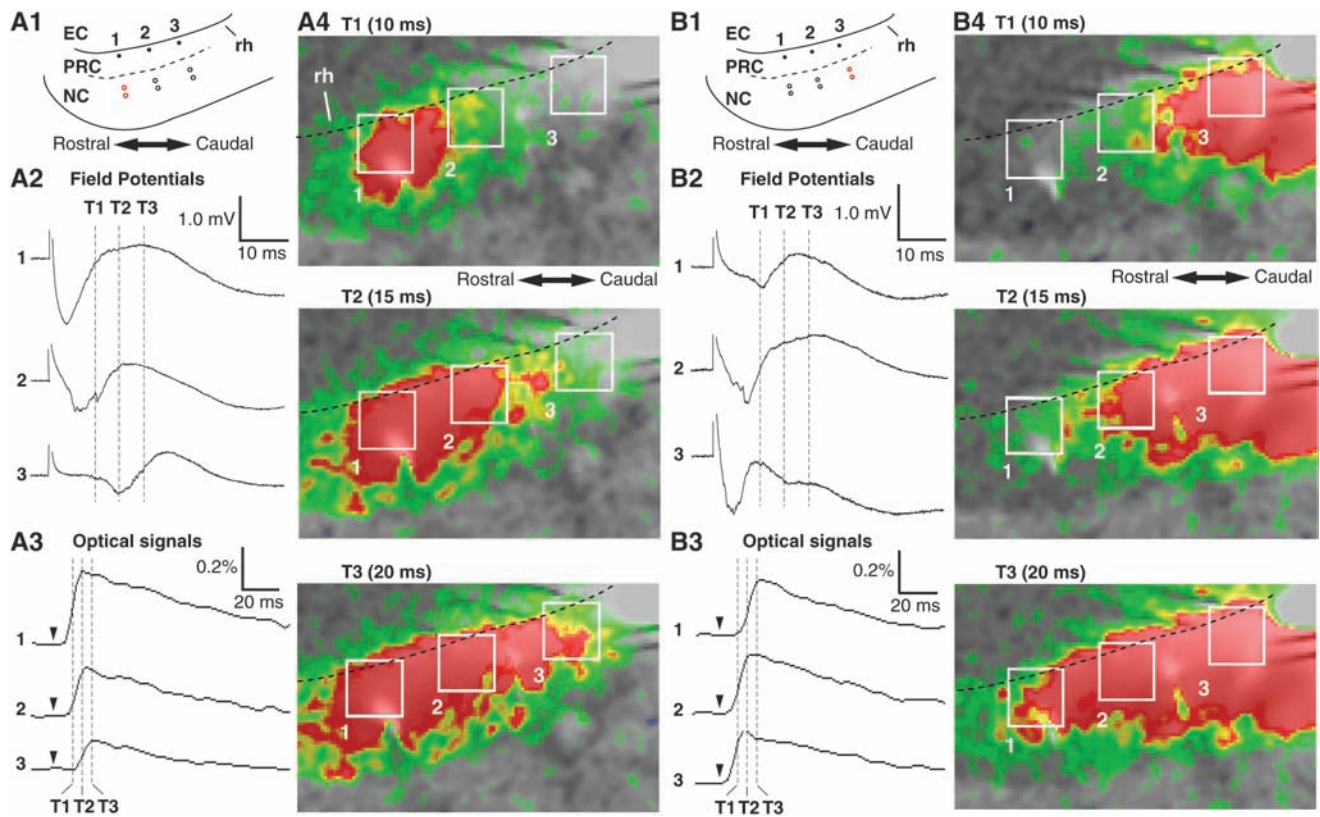 A1
EC
1 2 3
PRC
rh
NC
Rostral
Caudal
A2
Field Potentials
T1 T2 T3
1.0 mV
10 ms
1
2
3
A3
Optical signals
0.2%
20 ms
1
2
3
T1 T2 T3
A4
T1 (10 ms)
rh
1
2
3
Rostral
Caudal
T2 (15 ms)
1
2
3
T3 (20 ms)
1
2
3
B1
EC
1 2 3
PRC
rh
NC
Rostral
Caudal
B2
Field Potentials
T1 T2 T3
1.0 mV
10 ms
1
2
3
B3
Optical signals
0.2%
20 ms
1
2
3
T1 T2 T3
B4
T1 (10 ms)
1
2
3
Rostral
Caudal
T2 (15 ms)
1
2
3
T3 (20 ms)
1
2
3